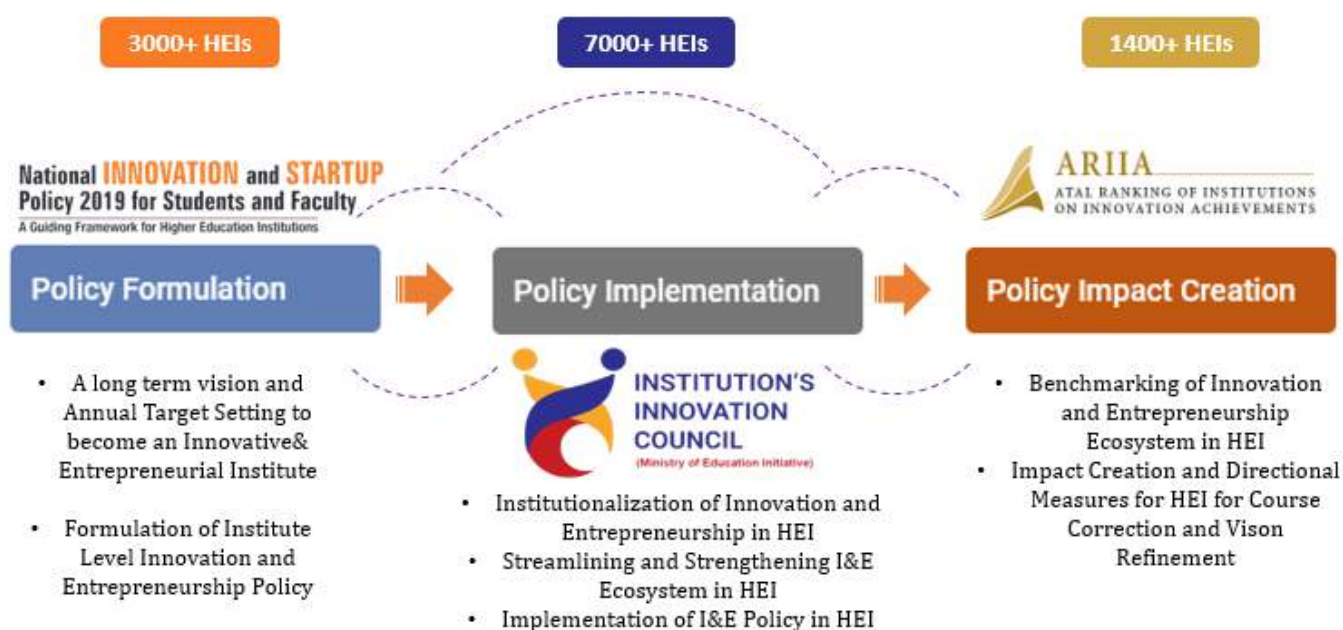 3000+ HEIs
7000+ HEIs
1400+ HEIs
National INNOVATION and STARTUP
Policy 2019 for Students and Faculty
A Guiding Framework for Higher Education Institutions
ARIIA
ATAL RANKING OF INSTITUTIONS
ON INNOVATION ACHIEVEMENTS
Policy Formulation
Policy Implementation
Policy Impact Creation
• A long term vision and
Annual Target Setting to
become an Innovative&
Entrepreneurial Institute
• Formulation of Institute
Level Innovation and
Entrepreneurship Policy
INSTITUTION'S
INNOVATION
COUNCIL
(Ministry of Education Initiative)
• Institutionalization of Innovation and
Entrepreneurship in HEI
• Streamlining and Strengthening I&E
Ecosystem in HEI
• Implementation of I&E Policy in HEI
• Benchmarking of Innovation
and Entrepreneurship
Ecosystem in HEI
• Impact Creation and Directional
Measures for HEI for Course
Correction and Vison
Refinement